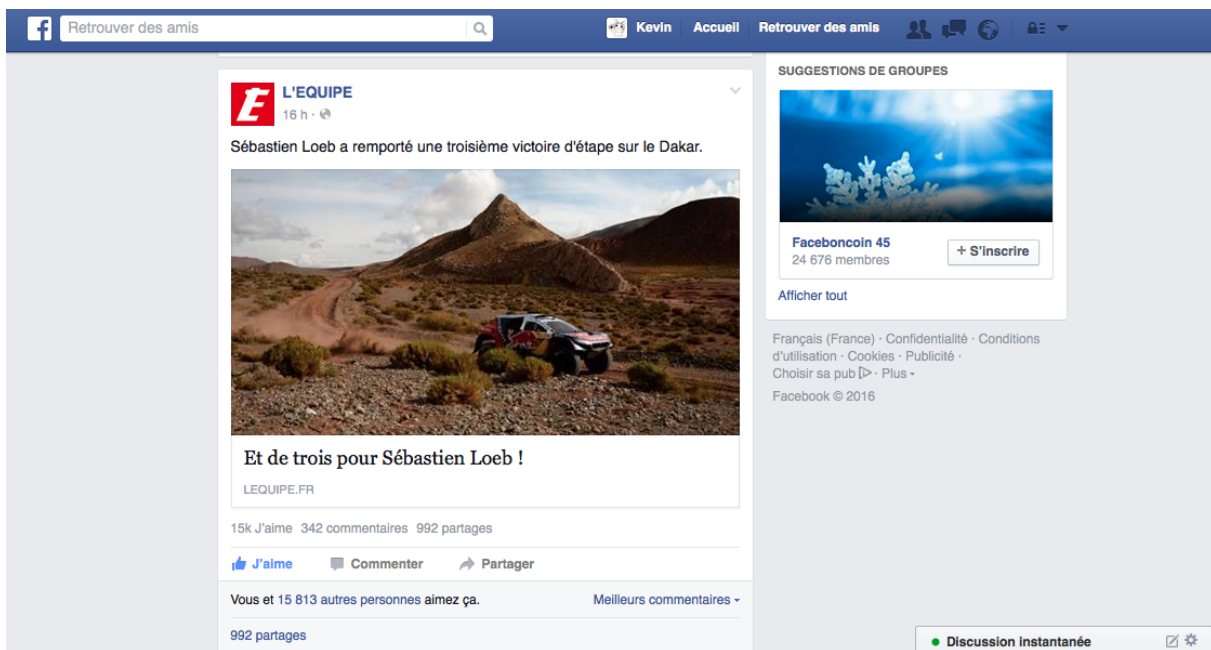 Retrouver des amis
Kevin Accueil Retrouver des amis
L'EQUIPE
16 h ·
Sébastien Loeb a remporté une troisième victoire d'étape sur le Dakar.
Et de trois pour Sébastien Loeb !
LEQUIPE.FR
15k J'aime 342 commentaires 992 partages
J'aime Commenter Partager
Vous et 15 813 autres personnes aimez ça. Meilleurs commentaires
992 partages
SUGGESTIONS DE GROUPES
Faceboncoin 45
24 676 membres
+ S'inscrire
Afficher tout
Français (France) · Confidentialité · Conditions
d'utilisation · Cookies · Publicité ·
Choisir sa pub · Plus
Facebook © 2016
Discussion instantanée